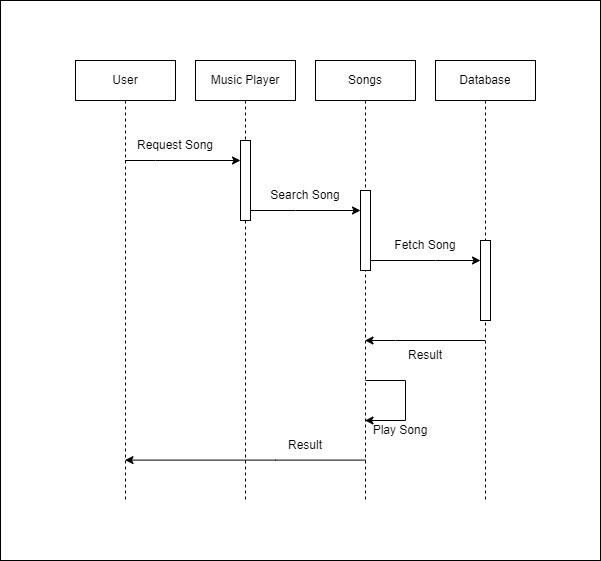 User
Music Player
Songs
Database
Request Song
Search Song
Fetch Song
Result
Play Song
Result